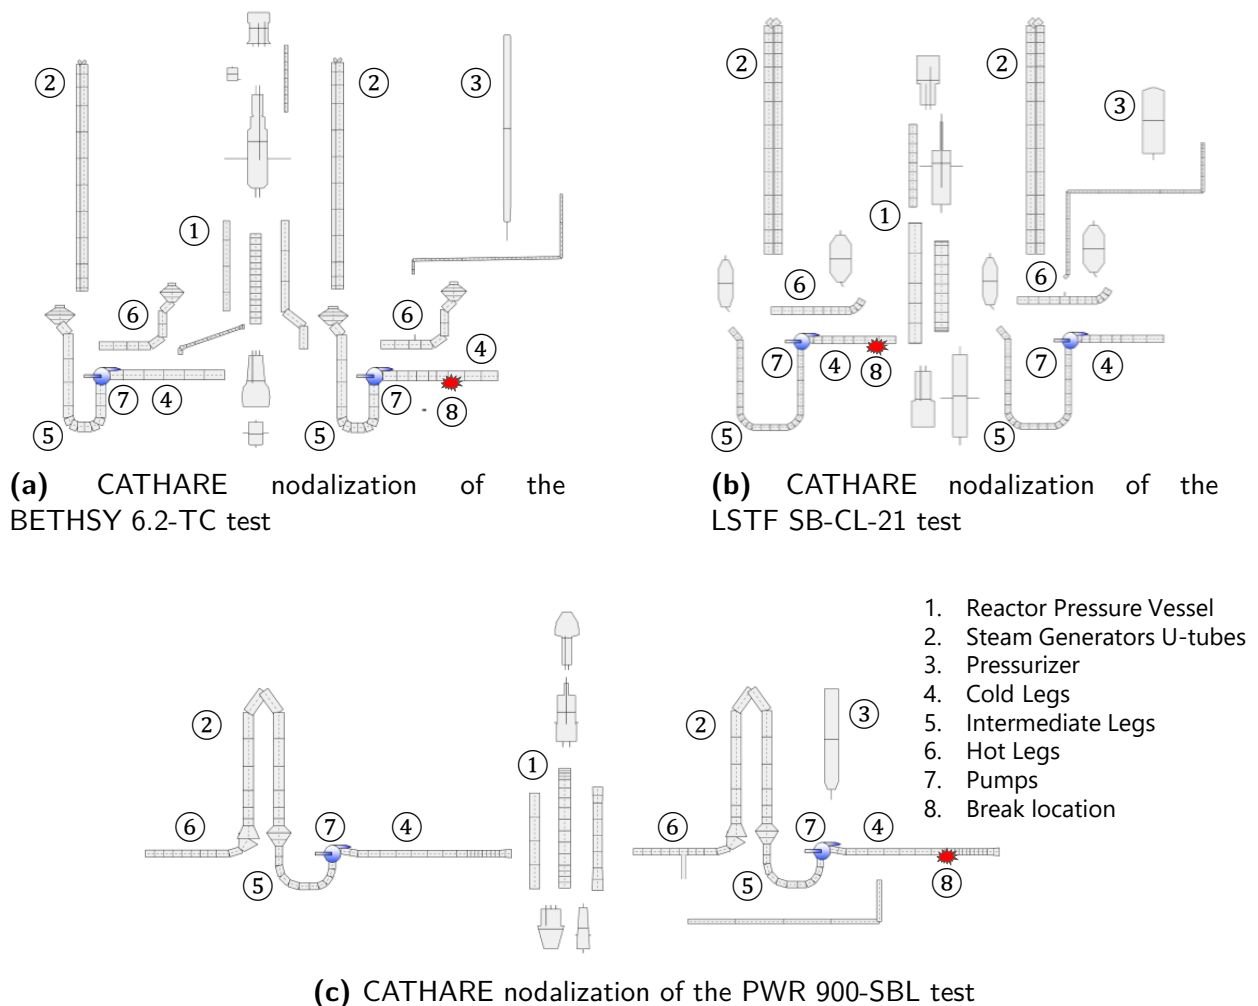 ② ② ③
①
⑥ ⑥
④
⑦ ④ ⑦
⑧
⑤ ⑤
(a) CATHARE nodalization of the
BETHSY 6.2-TC test
② ②
③
①
⑥ ⑥
⑦ ④ ⑦ ④
⑧
⑤ ⑤
(b) CATHARE nodalization of the
LSTF SB-CL-21 test
② ② ③
①
⑥ ⑦ ④ ⑥ ⑦ ④
⑤ ⑤ ⑧
1. Reactor Pressure Vessel
2. Steam Generators U-tubes
3. Pressurizer
4. Cold Legs
5. Intermediate Legs
6. Hot Legs
7. Pumps
8. Break location
(c) CATHARE nodalization of the PWR 900-SBL test